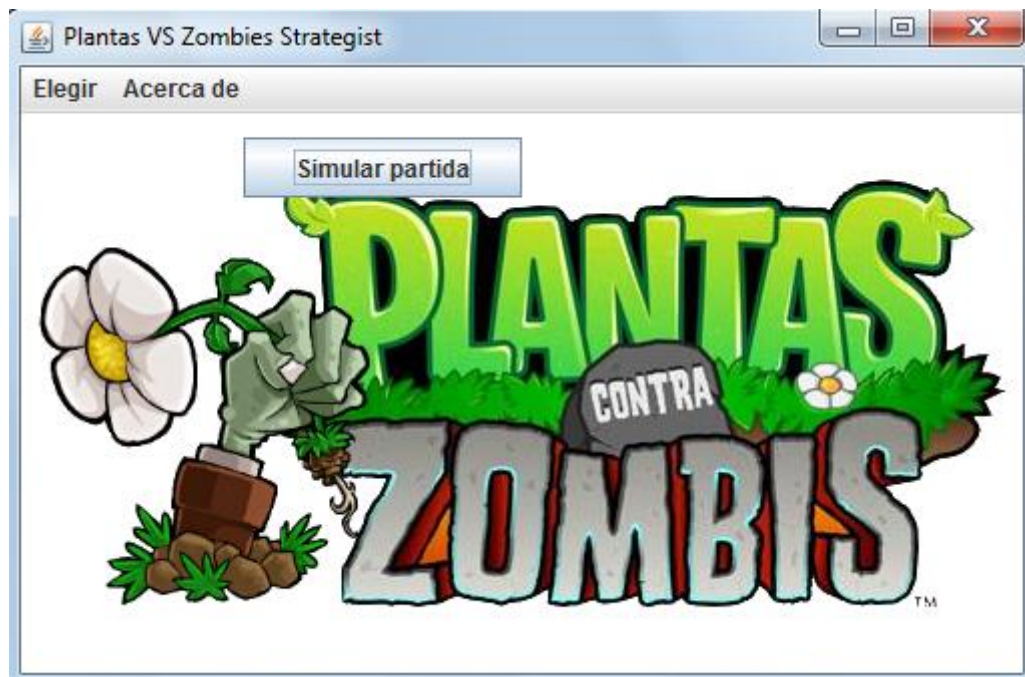 Plantas VS Zombies Strategist
Elegir Acerca de
Simular partida
PLANTAS
CONTRA
ZOMBIS
TM